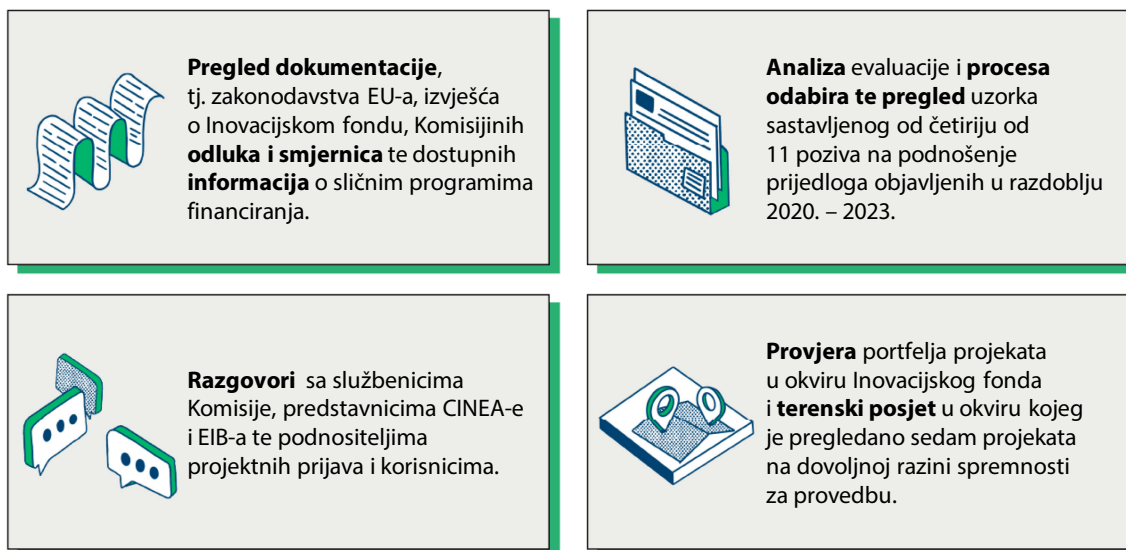 Pregled dokumentacije,
tj. zakonodavstva EU-a, izvješća
o Inovacijskom fondu, Komisijinih
odluka i smjernica te dostupnih
informacija o sličnim programima
financiranja.
Analiza evaluacije i procesa
odabira te pregled uzorka
sastavljenog od četiriju od
11 poziva na podnošenje
prijedloga objavljenih u razdoblju
2020. – 2023.
Razgovori sa službenicima
Komisije, predstavnicima CINEA-e
i EIB-a te podnositeljima
projektnih prijava i korisnicima.
Provjera portfelja projekata
u okviru Inovacijskog fonda
i terenski posjet u okviru kojeg
je pregledano sedam projekata
na dovoljnoj razini spremnosti
za provedbu.